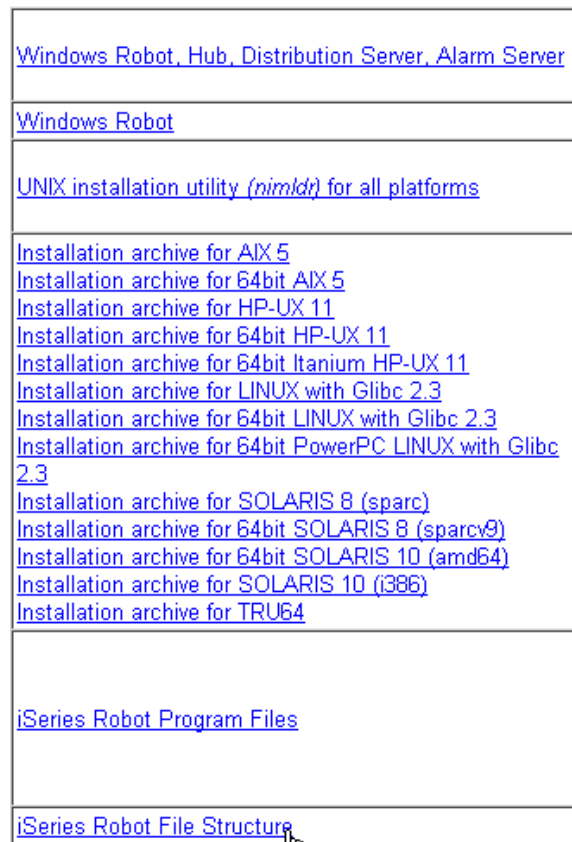 Windows Robot, Hub, Distribution Server, Alarm Server
Windows Robot
UNIX installation utility (nimldr) for all platforms
Installation archive for AIX 5
Installation archive for 64bit AIX 5
Installation archive for HP-UX 11
Installation archive for 64bit HP-UX 11
Installation archive for 64bit Itanium HP-UX 11
Installation archive for LINUX with Glibc 2.3
Installation archive for 64bit LINUX with Glibc 2.3
Installation archive for 64bit PowerPC LINUX with Glibc
2.3
Installation archive for SOLARIS 8 (sparc)
Installation archive for 64bit SOLARIS 8 (sparcv9)
Installation archive for 64bit SOLARIS 10 (amd64)
Installation archive for SOLARIS 10 (i386)
Installation archive for TRU64
iSeries Robot Program Files
iSeries Robot File Structure